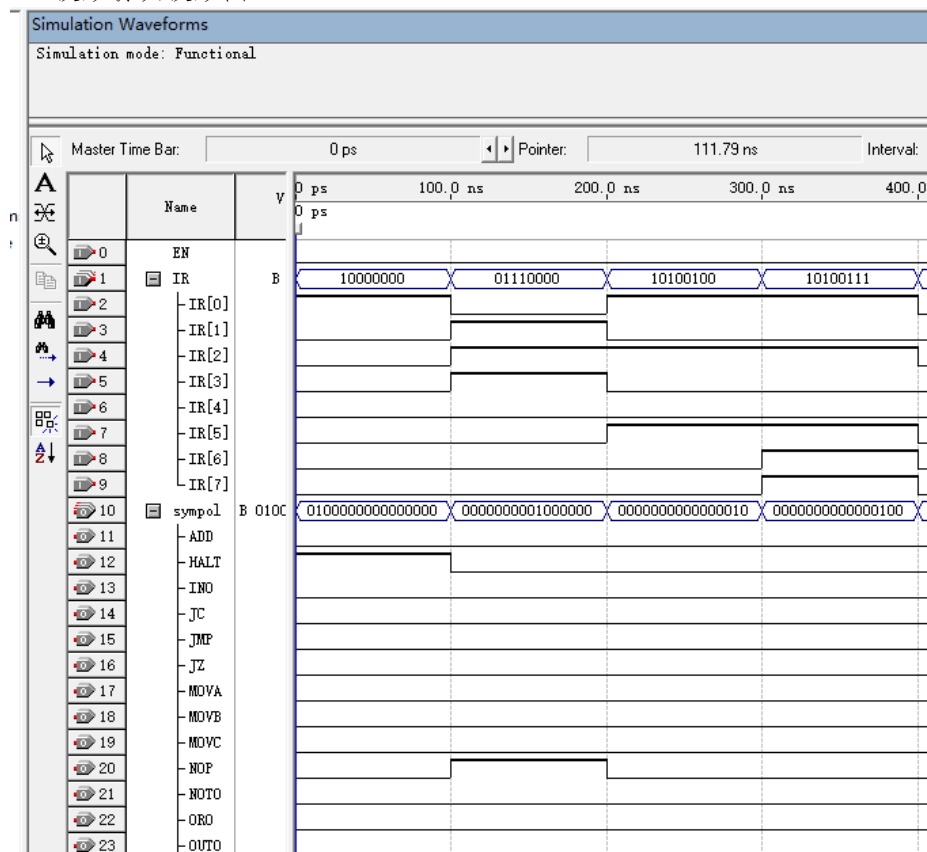 Simulation Waveforms
Simulation mode: Functional
Master Time Bar: 0 ps Pointer: 111.79 ns Interval:
Name V 0 ps 100.0 ns 200.0 ns 300.0 ns 400.0
0 ps
0 EN
1 IR B 10000000 01110000 10100100 10100111
2 IR[0]
3 IR[1]
4 IR[2]
5 IR[3]
6 IR[4]
7 IR[5]
8 IR[6]
9 IR[7]
10 sympol B 0100 0100000000000000 0000000001000000 0000000000000010 0000000000000100
11 ADD
12 HALT
13 INO
14 JC
15 JMP
16 JZ
17 MOVA
18 MOVB
19 MOVC
20 NOP
21 NOTO
22 ORO
23 OUTO